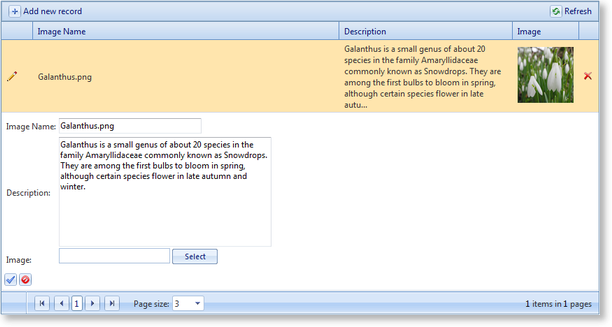 Add new record Refresh
Image Name Description Image
Galanthus.png
Galanthus is a small genus of about 20
species in the family Amaryllidaceae
commonly known as Snowdrops. They are
among the first bulbs to bloom in spring,
although certain species flower in late
autu...
Image Name: Galanthus.png
Description:
Galanthus is a small genus of about 20 species in the
family Amaryllidaceae commonly known as Snowdrops.
They are among the first bulbs to bloom in spring,
although certain species flower in late autumn and
winter.
Image: Select
1 Page size: 3 1 items in 1 pages